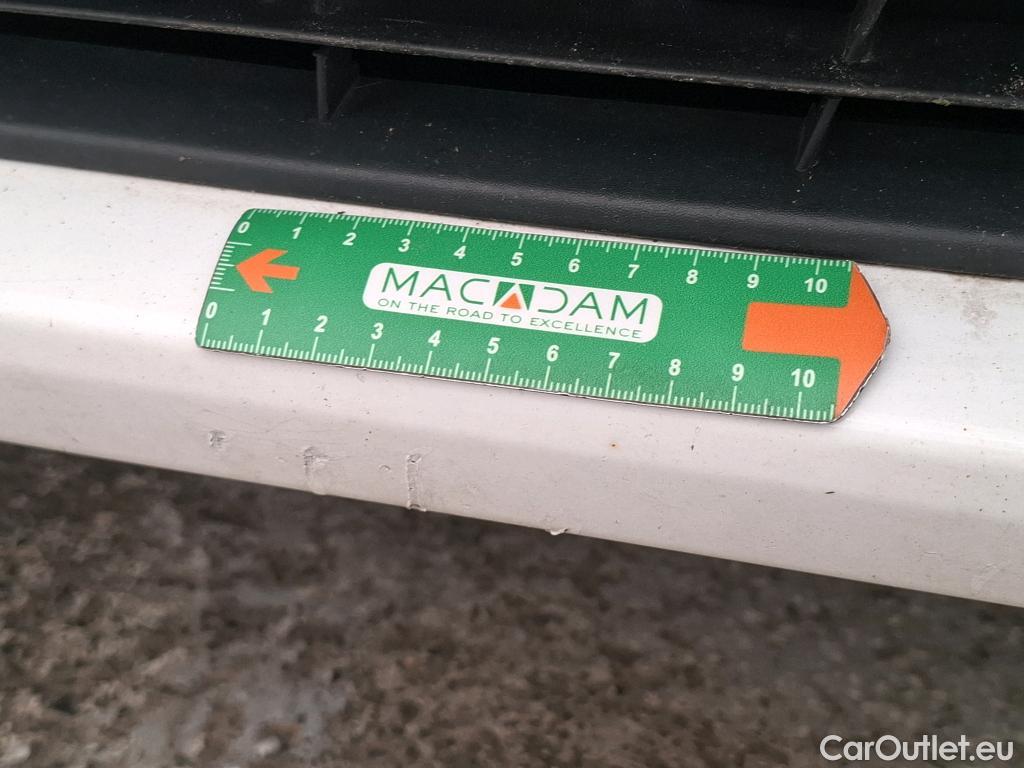 0 1 2 3 4 5 6 7 8 9 10
MACADAM
ON THE ROAD TO EXCELLENCE
0 1 2 3 4 5 6 7 8 9 10
CarOutlet.eu